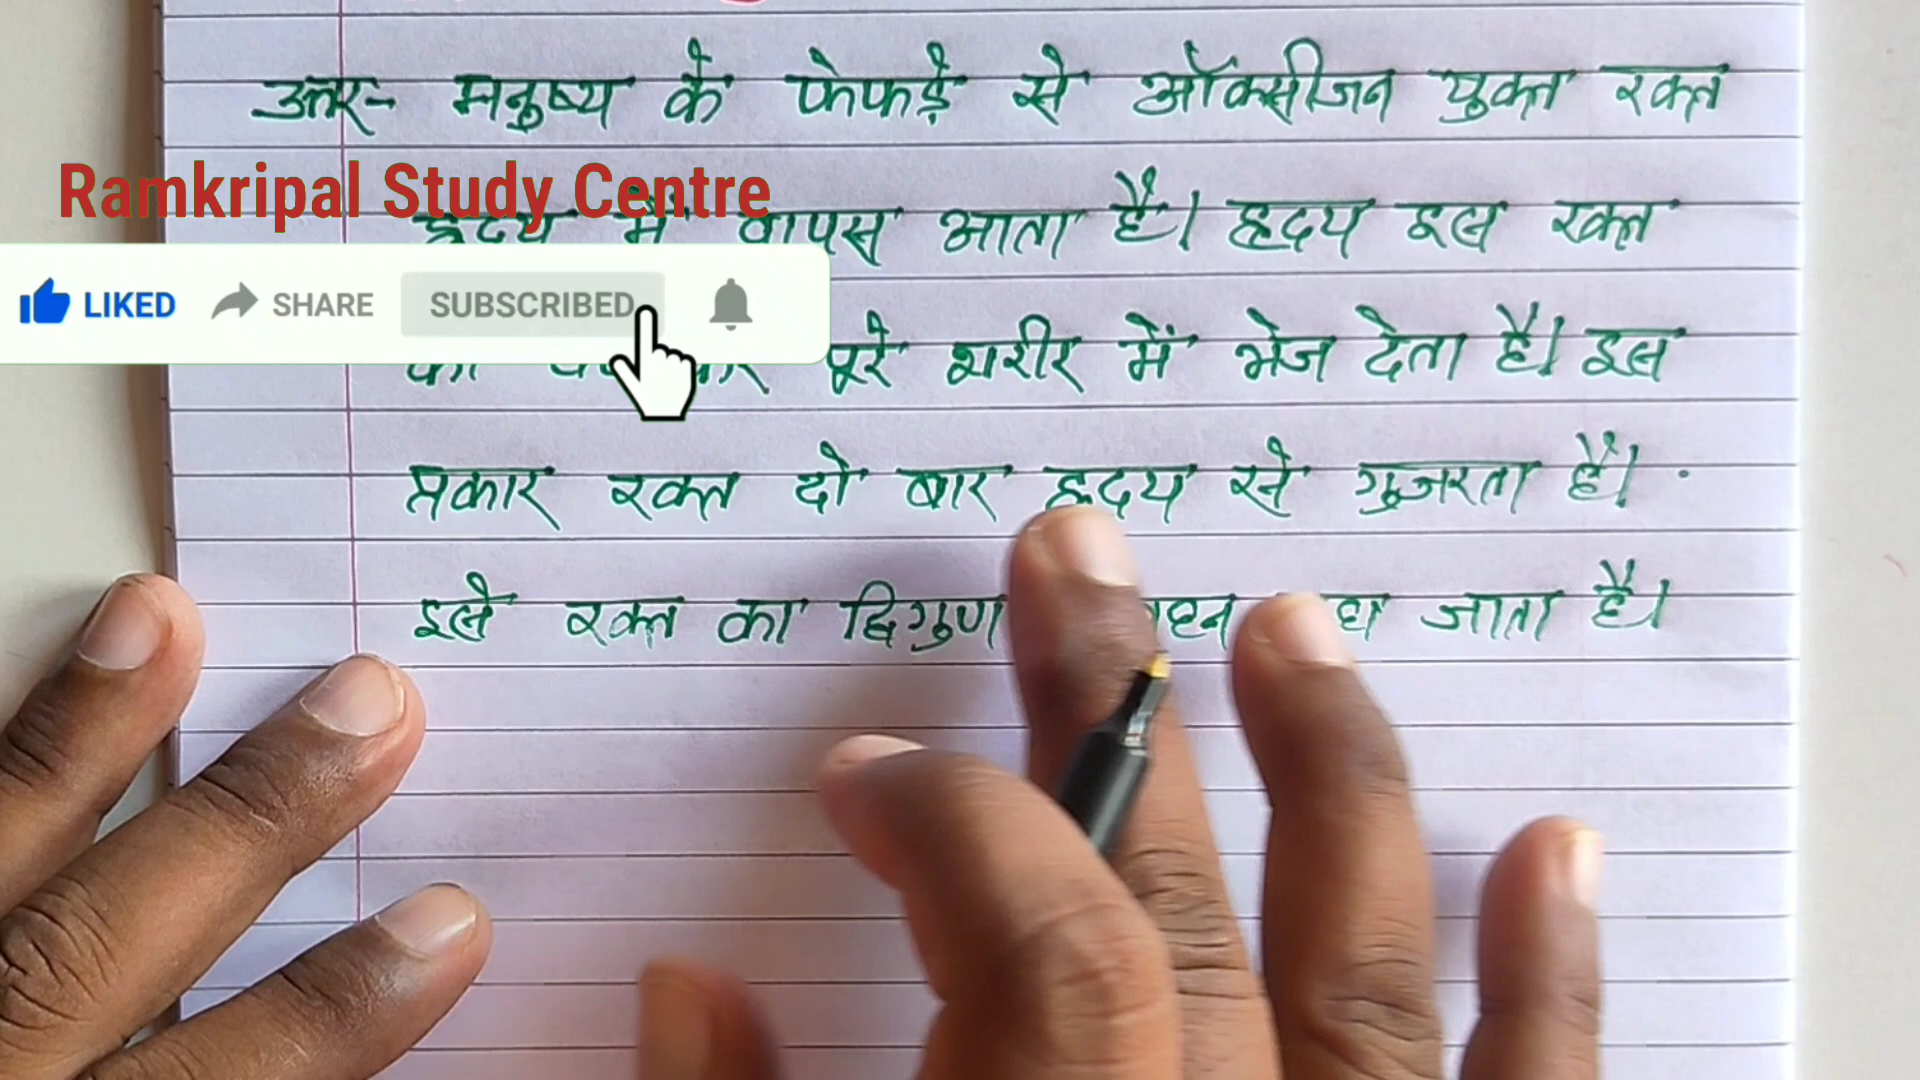 उत्तर- मनुष्य के फेफड़े से ऑक्सीजन युक्त रक्त
Ramkripal Study Centre
हृदय में वापस आता है। हृदय इस रक्त
LIKED SHARE SUBSCRIBED
पूरे शरीर में भेज देता है। इस
प्रकार रक्त दो बार हृदय से गुजरता है।
इसे रक्त का द्विगुण जाता है।